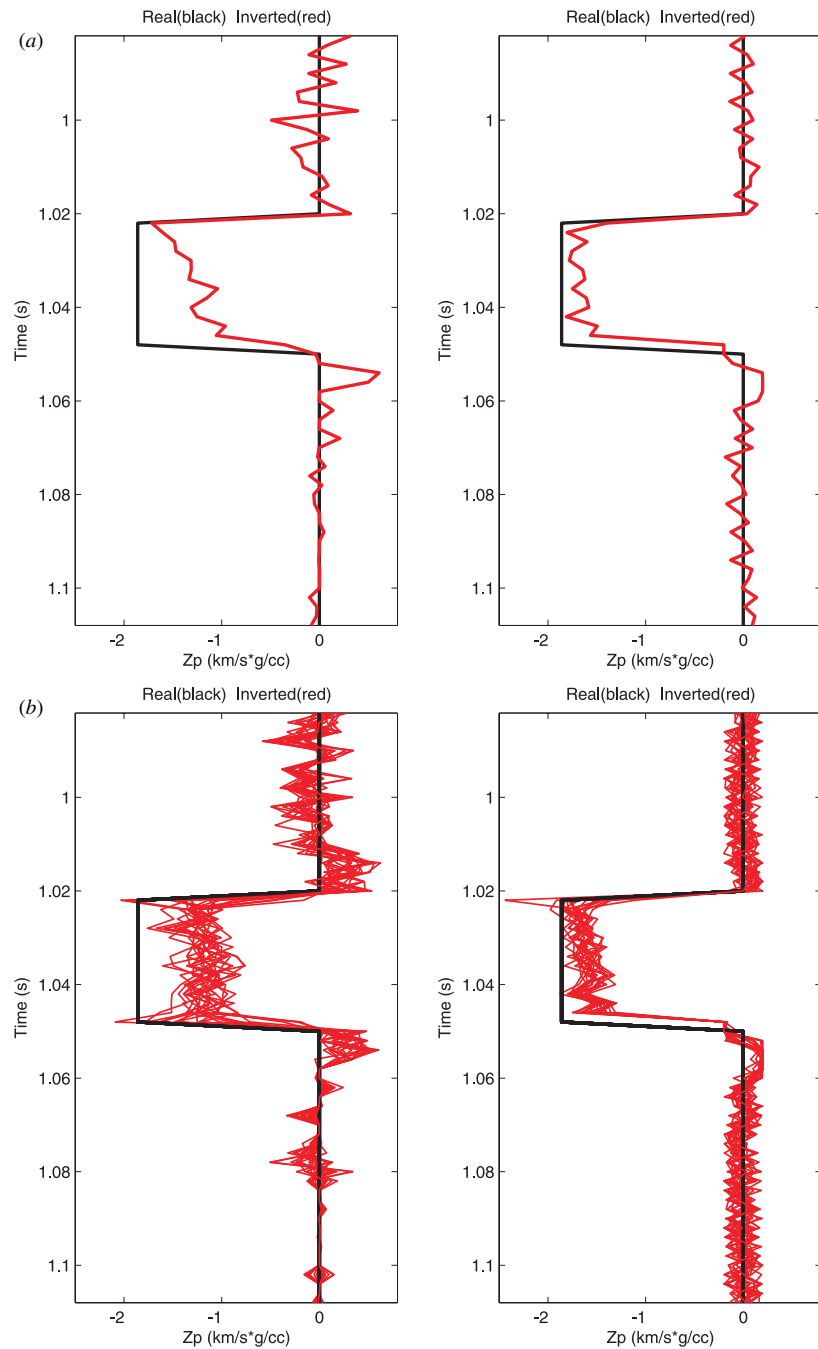 Real(black) Inverted(red)
Real(black) Inverted(red)
(a)
1
1.02
1.04
1.06
1.08
1.1
Time (s)
-2 -1 0
Zp (km/s*g/cc)
1
1.02
1.04
1.06
1.08
1.1
Time (s)
-2 -1 0
Zp (km/s*g/cc)
Real(black) Inverted(red)
Real(black) Inverted(red)
(b)
1
1.02
1.04
1.06
1.08
1.1
Time (s)
-2 -1 0
Zp (km/s*g/cc)
1
1.02
1.04
1.06
1.08
1.1
Time (s)
-2 -1 0
Zp (km/s*g/cc)